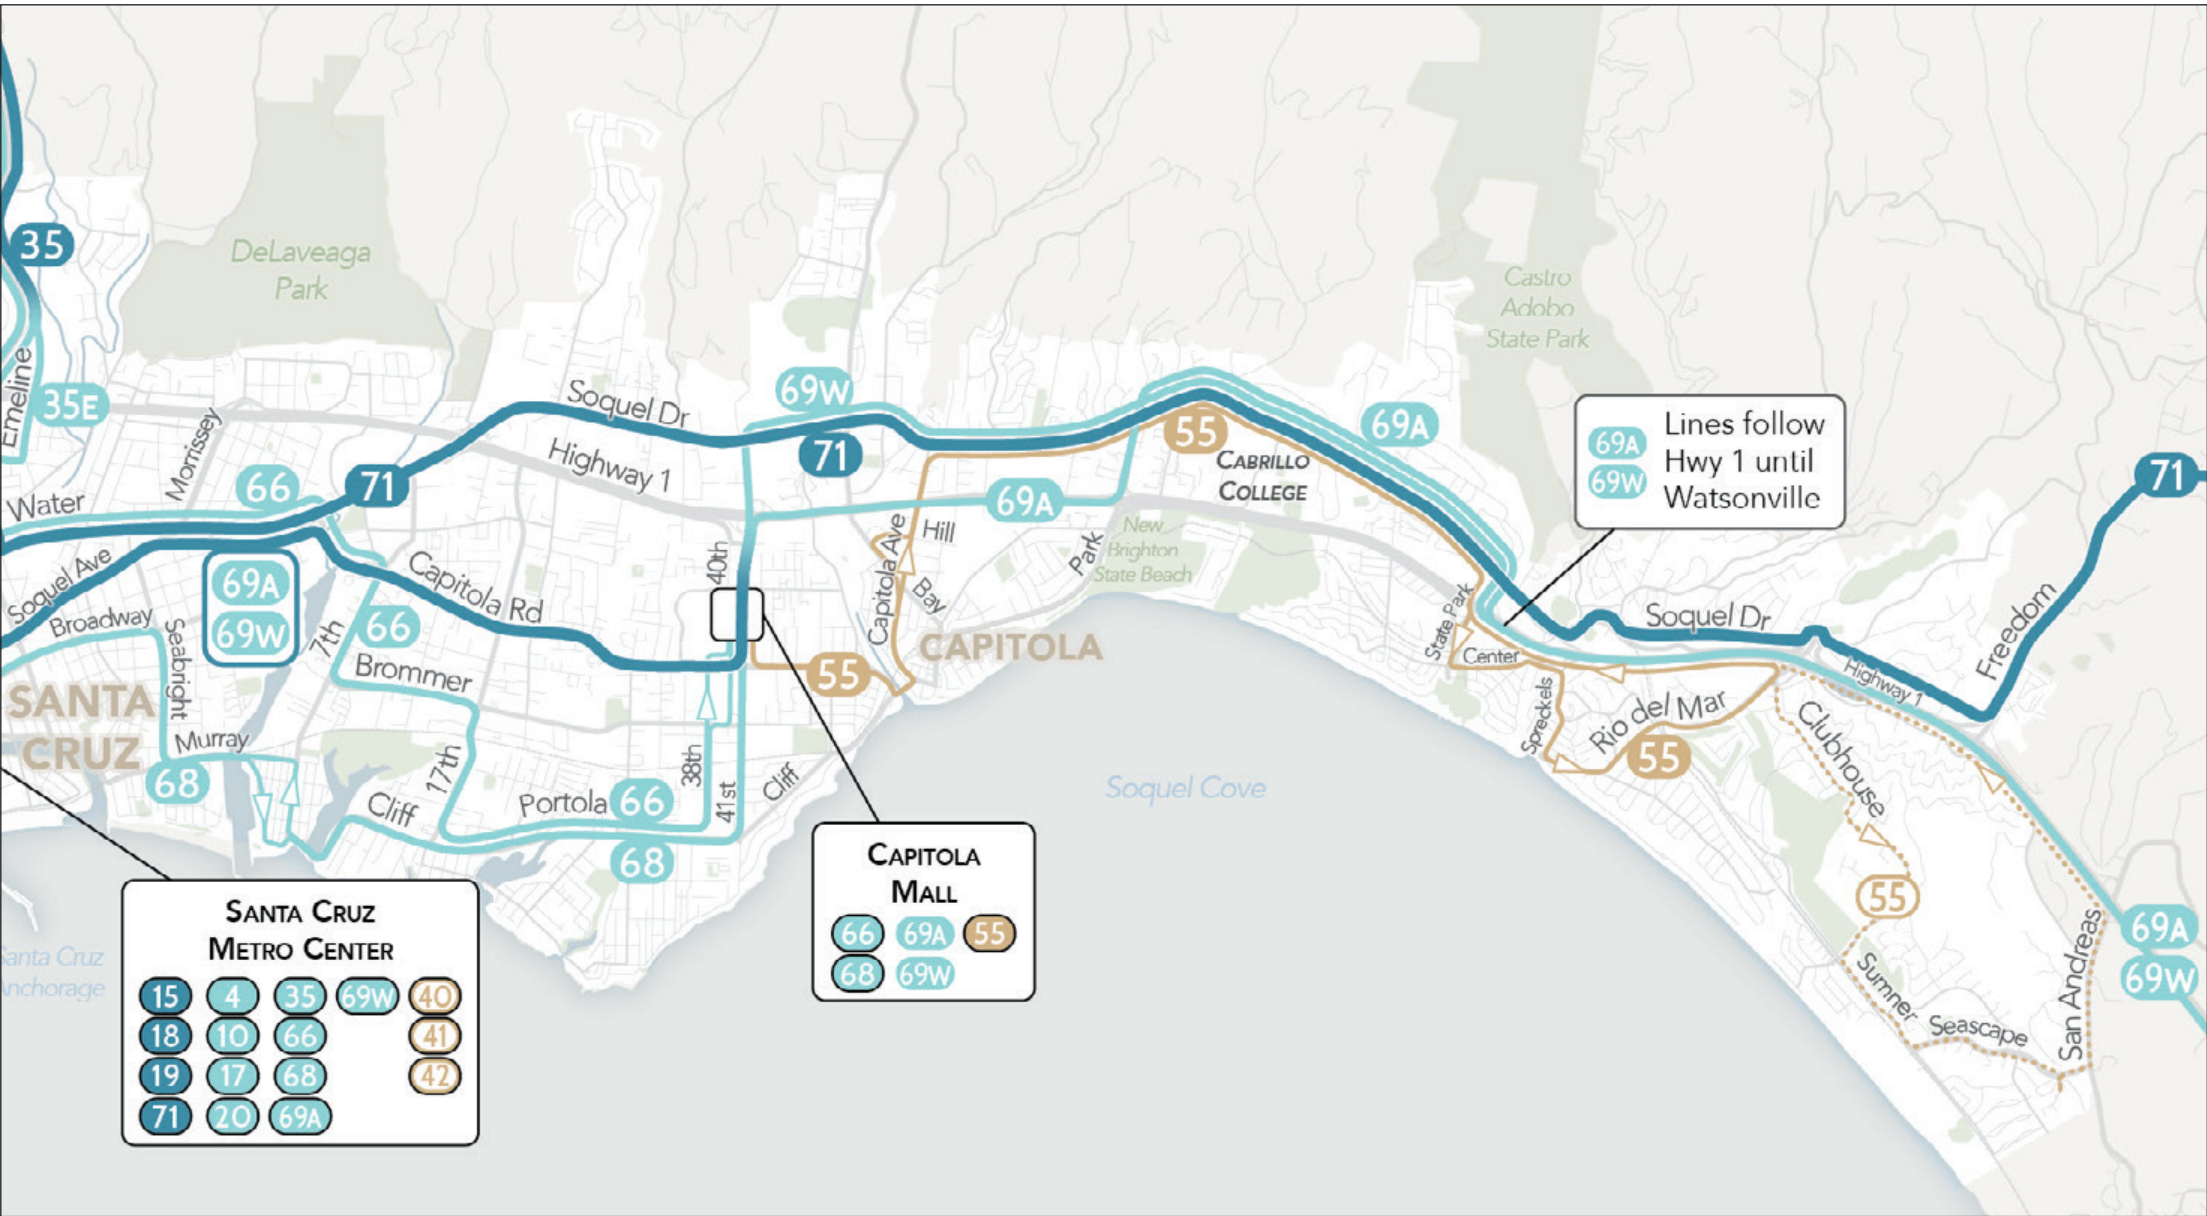 35
DeLaveaga
Park
Castro
Adobo
State Park
Emeline
35E
Morrissey
69W
Soquel Dr
71
55
69A
Cabrillo
College
Highway 1
69A
69W
Lines follow
Hwy 1 until
Watsonville
71
Water
66
71
69A
Hill
New
Brighton
State Beach
Park
Capitola Ave
Bay
40th
Soquel Ave
Broadway
69A
69W
Capitola Rd
7th
66
Brommer
Seabright
Santa
Cruz
Murray
68
55
Capitola
State Park
Center
Soquel Dr
Highway 1
Freedom
Spreckels
Rio del Mar
55
Clubhouse
17th
Cliff
Portola
66
38th
41st
Cliff
68
Soquel Cove
Capitola
Mall
66
69A
55
68
69W
55
Sumner
Seascape
San Andreas
69A
69W
Santa Cruz
Anchorage
Santa Cruz
Metro Center
15 4 35 69W 40
18 10 66 41
19 17 68 42
71 20 69A